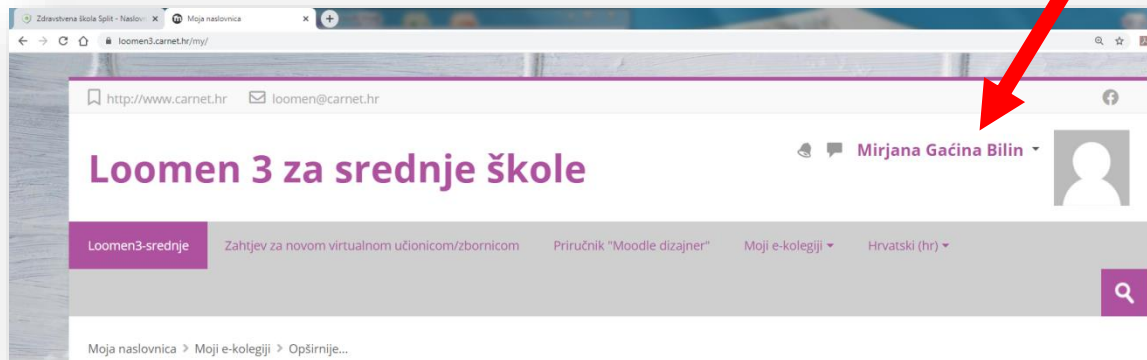 Zdravstvena škola Split - Naslov
Moja naslovnica
loomen3.carnet.hr/my/
http://www.carnet.hr
loomen@carnet.hr
Mirjana Gaćina Bilin
Loomen 3 za srednje škole
Loomen3-srednje
Zahtjev za novom virtualnom učionicom/zbornicom
Priručnik "Moodle dizajner"
Moji e-kolegiji
Hrvatski (hr)
Moja naslovnica > Moji e-kolegiji > Opširnije...